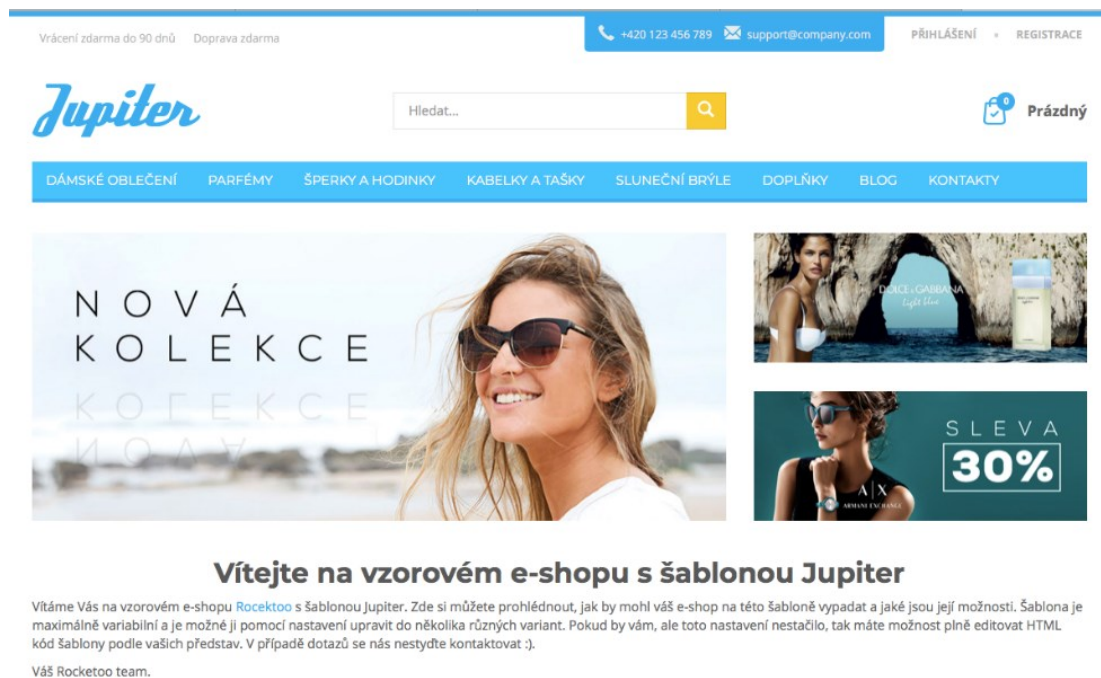 Vrácení zdarma do 90 dnů Doprava zdarma
+420 123 456 789 support@company.com
PŘIHLÁŠENÍ • REGISTRACE
Jupiter
Hledat...
0
Prázdný
DÁMSKÉ OBLEČENÍ PARFÉMY ŠPERKY A HODINKY KABELKY A TAŠKY SLUNEČNÍ BRÝLE DOPLŇKY BLOG KONTAKTY
NOVÁ
KOLEKCE
DOLCE & GABBANA
light blue
SLEVA
30%
A|X
ARMANI EXCHANGE
Vítejte na vzorovém e-shopu s šablonou Jupiter
Vítáme Vás na vzorovém e-shopu Rocektoo s šablonou Jupiter. Zde si můžete prohlédnout, jak by mohl váš e-shop na této šabloně vypadat a jaké jsou její možnosti. Šablona je
maximálně variabilní a je možné ji pomocí nastavení upravit do několika různých variant. Pokud by vám, ale toto nastavení nestačilo, tak máte možnost plně editovat HTML
kód šablony podle vašich představ. V případě dotazů se nás nestyďte kontaktovat :).
Váš Rocketoo team.